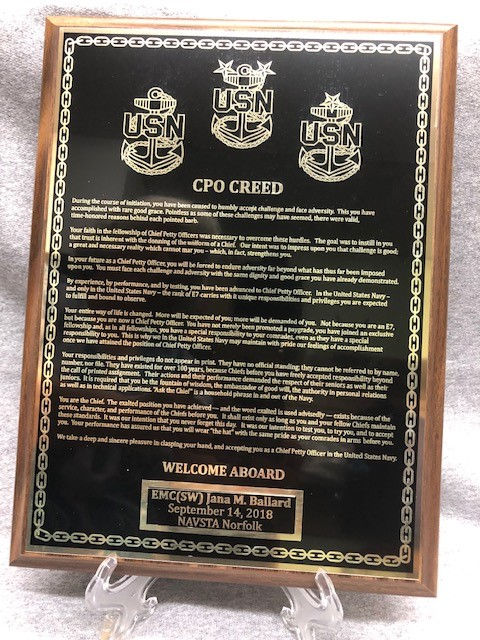 USN
USN
USN
CPO CREED
During the course of initiation, you have been caused to humbly accept challenge and face adversity. This you have
accomplished with rare good grace. Pointless as some of these challenges may have seemed, there were valid,
time-honored reasons behind each pointed barb.
Your faith in the fellowship of Chief Petty Officers was necessary to overcome these hurdles. The goal was to instill in you
that trust is inherent with the donning of the uniform of a Chief. Our intent was to impress upon you that challenge is good;
a great and necessary reality which cannot mar you – which, in fact, strengthens you.
In your future as a Chief Petty Officer, you will be forced to endure adversity far beyond what has thus far been imposed
upon you. You must face each challenge and adversity with the same dignity and good grace you have already demonstrated.
By experience, by performance, and by testing, you have been advanced to Chief Petty Officer. In the United States Navy –
and only in the United States Navy – the rank of E7 carries with it unique responsibilities and privileges you are expected
to fulfill and bound to observe.
Your entire way of life is changed. More will be expected of you; more will be demanded of you. Not because you are an E7,
but because you are now a Chief Petty Officer. You have not merely been promoted a paygrade, you have joined an exclusive
fellowship and, as in all fellowships, you have a special responsibility to your comrades, even as they have a special
responsibility to you. This is why we in the United States Navy may maintain with pride our feelings of accomplishment
once we have attained the position of Chief Petty Officer.
Your responsibilities and privileges do not appear in print. They have no official standing; they cannot be referred to by name,
number, nor file. They have existed for over 100 years, because Chiefs before you have freely accepted responsibility beyond
the call of printed assignment. Their actions and their performance demanded the respect of their seniors as well as their
juniors. It is required that you be the fountain of wisdom, the ambassador of good will, the authority in personal relations
as well as in technical applications. "Ask the Chief" is a household phrase in and out of the Navy.
You are the Chief. The exalted position you have achieved — and the word exalted is used advisedly — exists because of the
service, character, and performance of the Chiefs before you. It shall exist only as long as you and your fellow Chiefs maintain
these standards. It was our intention that you never forget this day. It was our intention to test you, to try you, and to accept
you. Your performance has assured us that you will wear "the hat" with the same pride as your comrades in arms before you.
We take a deep and sincere pleasure in clasping your hand, and accepting you as a Chief Petty Officer in the United States Navy.
WELCOME ABOARD
EMC(SW) Jana M. Ballard
September 14, 2018
NAVSTA Norfolk